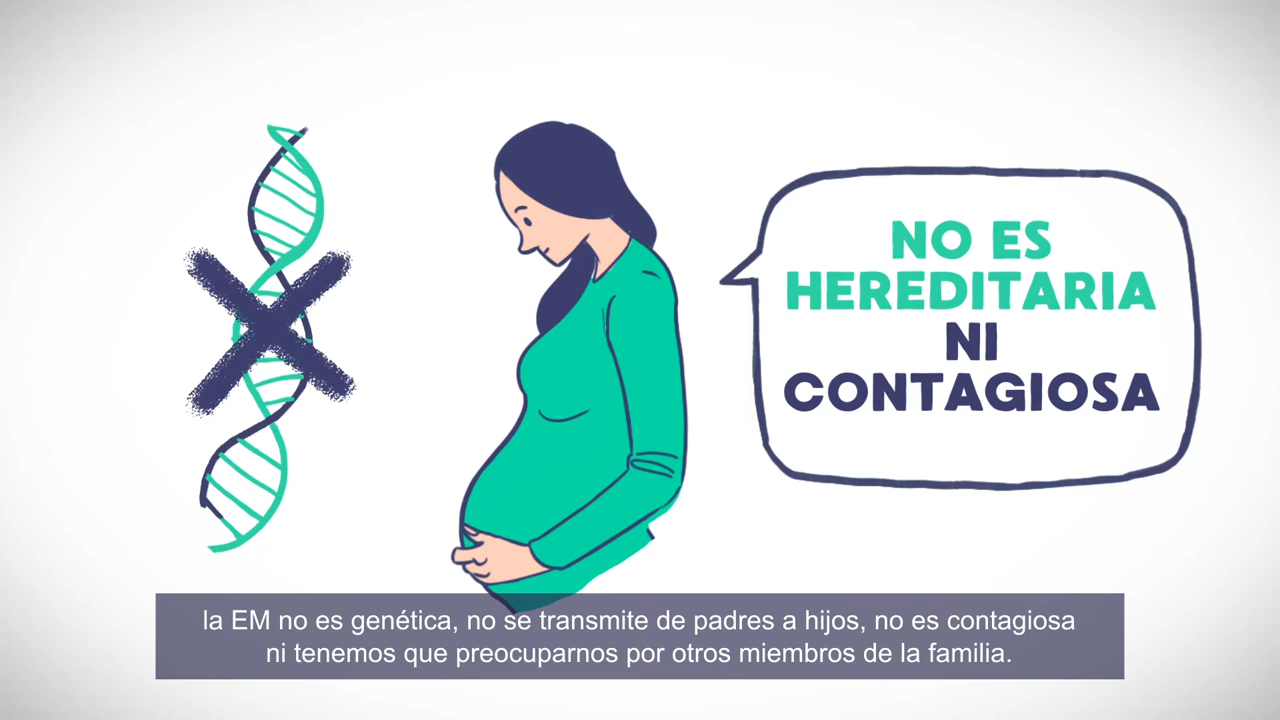 NO ES
HEREDITARIA
NI
CONTAGIOSA
la EM no es genética, no se transmite de padres a hijos, no es contagiosa
ni tenemos que preocuparnos por otros miembros de la familia.